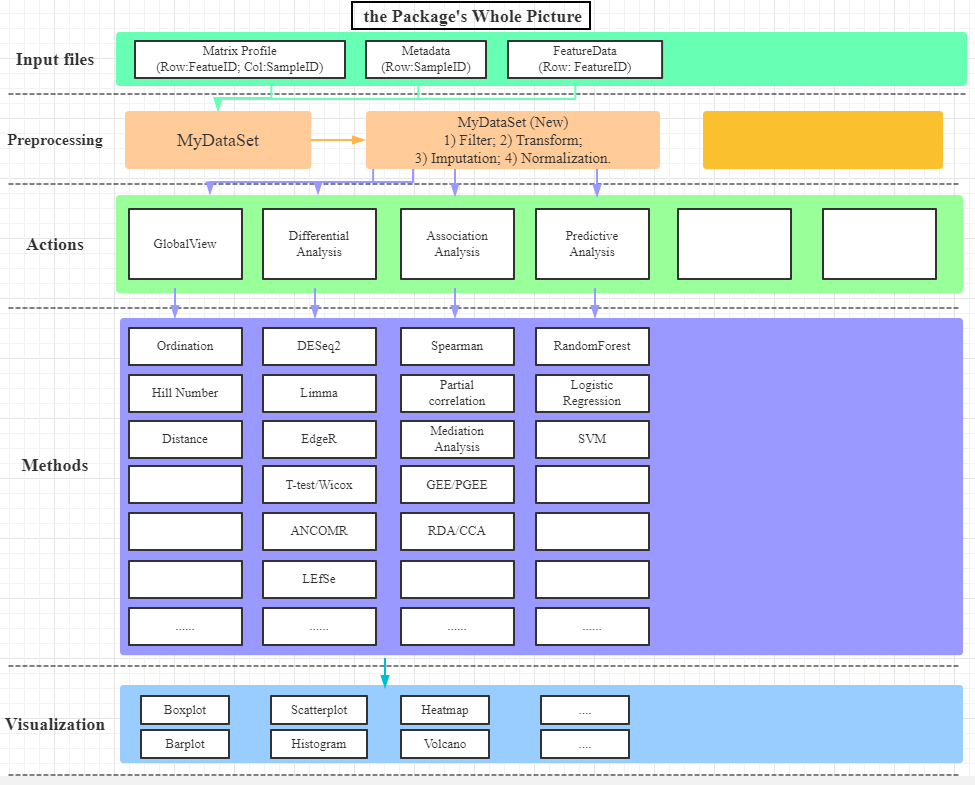 the Package's Whole Picture
Input files
Matrix Profile
(Row:FeatueID; Col:SampleID)
Metadata
(Row:SampleID)
FeatureData
(Row: FeatureID)
Preprocessing
MyDataSet
MyDataSet (New)
1) Filter; 2) Transform;
3) Imputation; 4) Normalization.
Actions
GlobalView
Differential
Analysis
Association
Analysis
Predictive
Analysis
Methods
Ordination
DESeq2
Spearman
RandomForest
Hill Number
Limma
Partial
correlation
Logistic
Regression
Distance
EdgeR
Mediation
Analysis
SVM
T-test/Wicox
GEE/PGEE
ANCOMR
RDA/CCA
LEfSe
......
......
......
......
Visualization
Boxplot
Scatterplot
Heatmap
....
Barplot
Histogram
Volcano
....